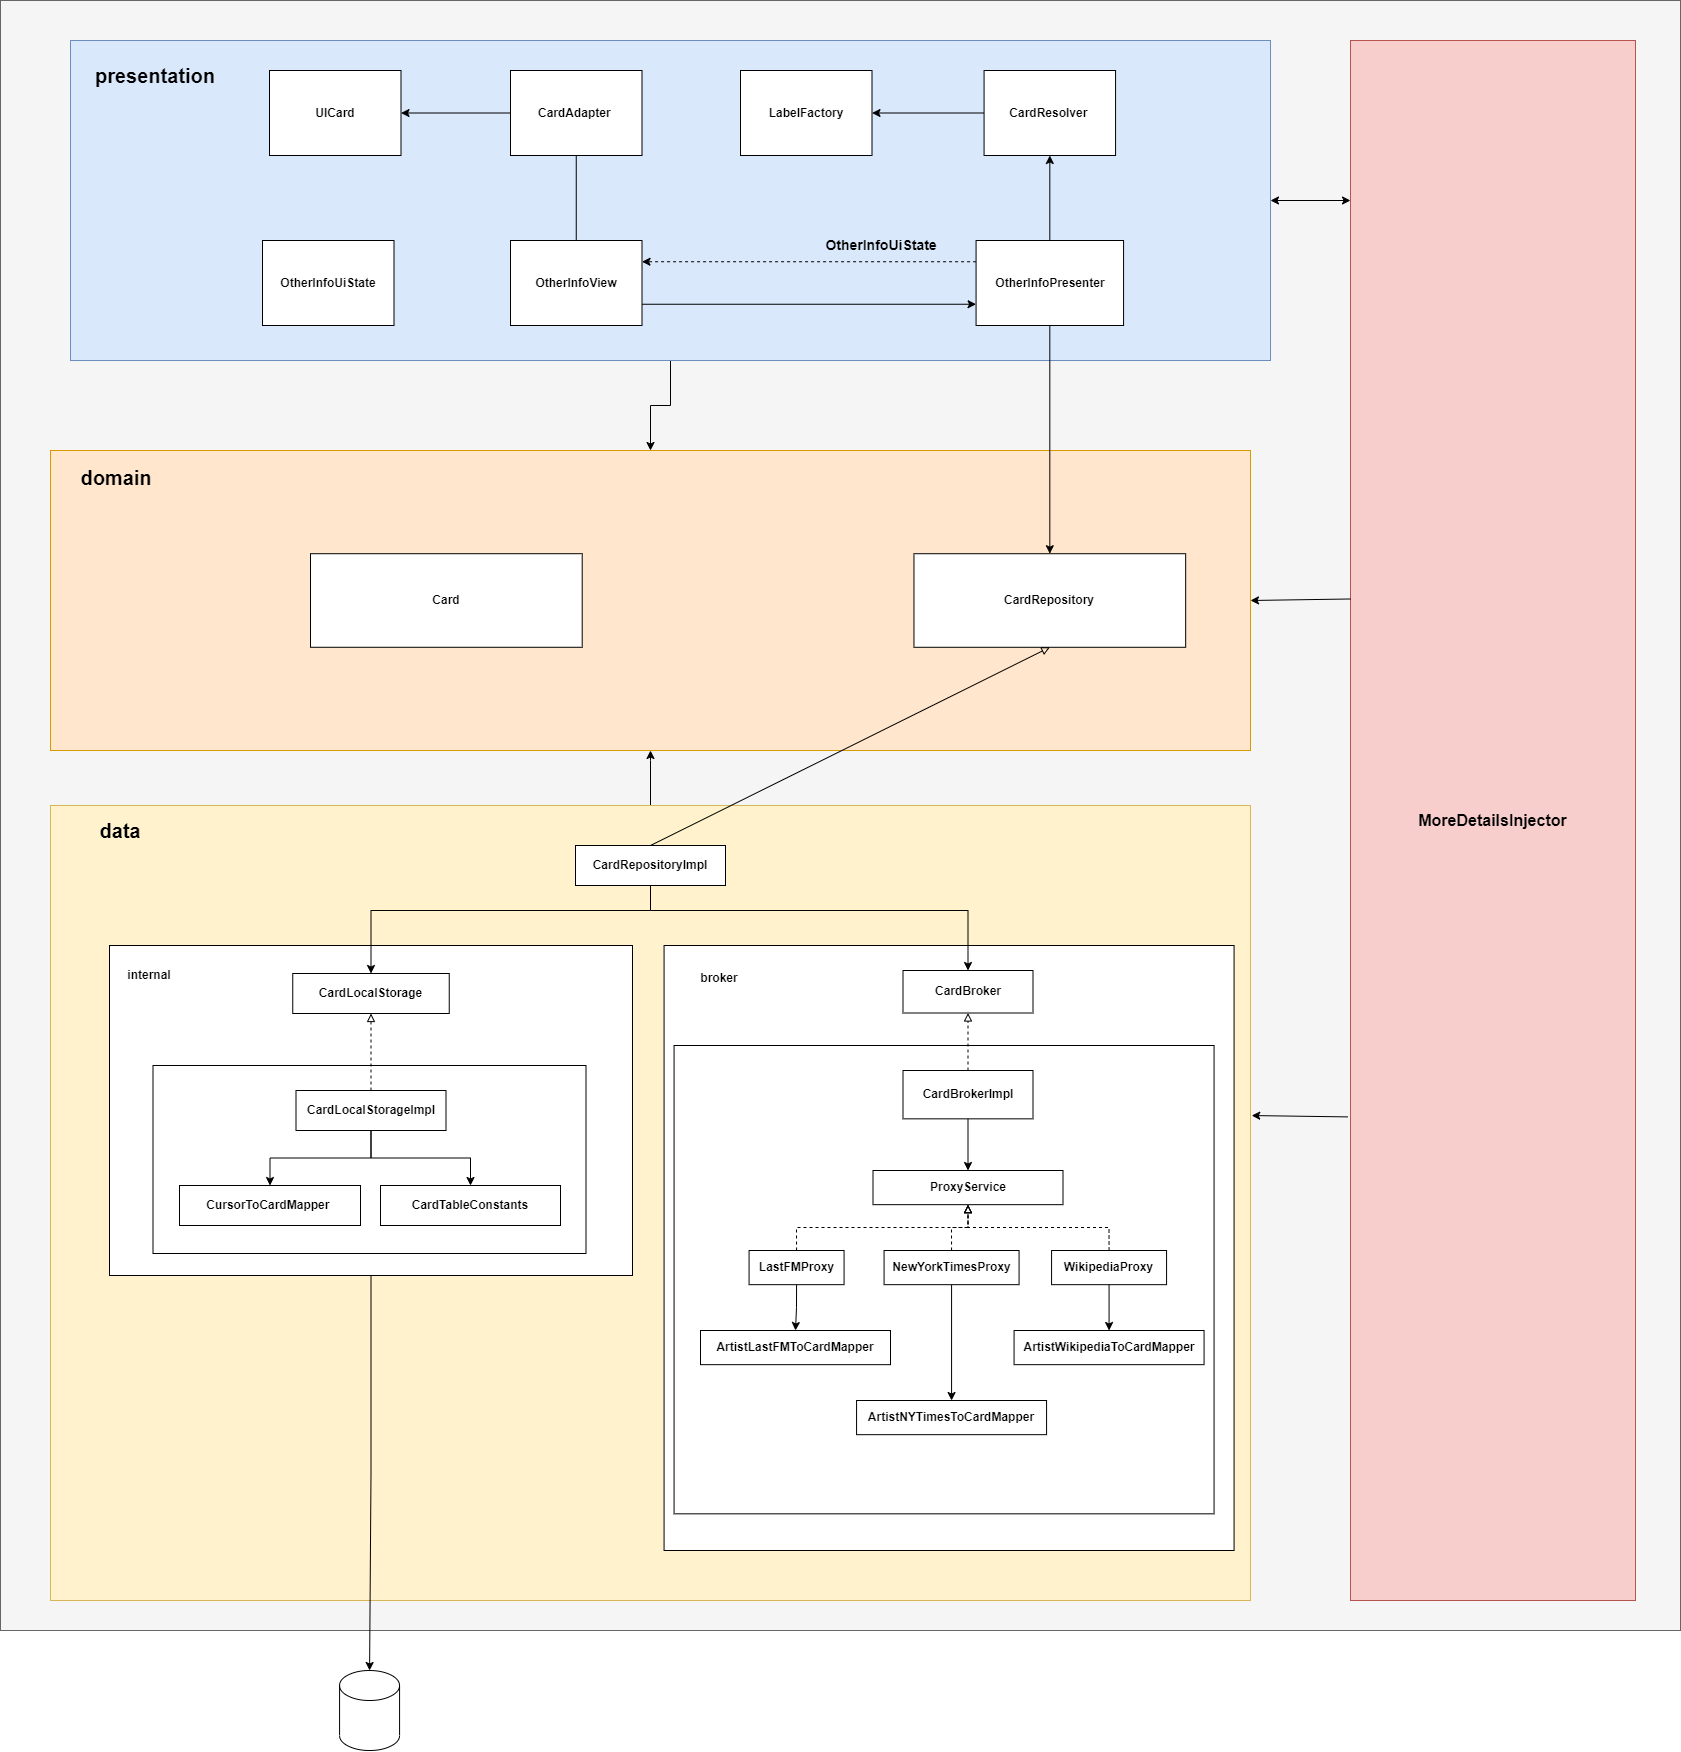 presentation
UICard
CardAdapter
LabelFactory
CardResolver
OtherInfoUiState
OtherInfoUiState
OtherInfoView
OtherInfoPresenter
domain
Card
CardRepository
MoreDetailsInjector
data
CardRepositoryImpl
internal
CardLocalStorage
broker
CardBroker
CardLocalStorageImpl
CardBrokerImpl
CursorToCardMapper
CardTableConstants
ProxyService
LastFMProxy
NewYorkTimesProxy
WikipediaProxy
ArtistLastFMToCardMapper
ArtistWikipediaToCardMapper
ArtistNYTimesToCardMapper